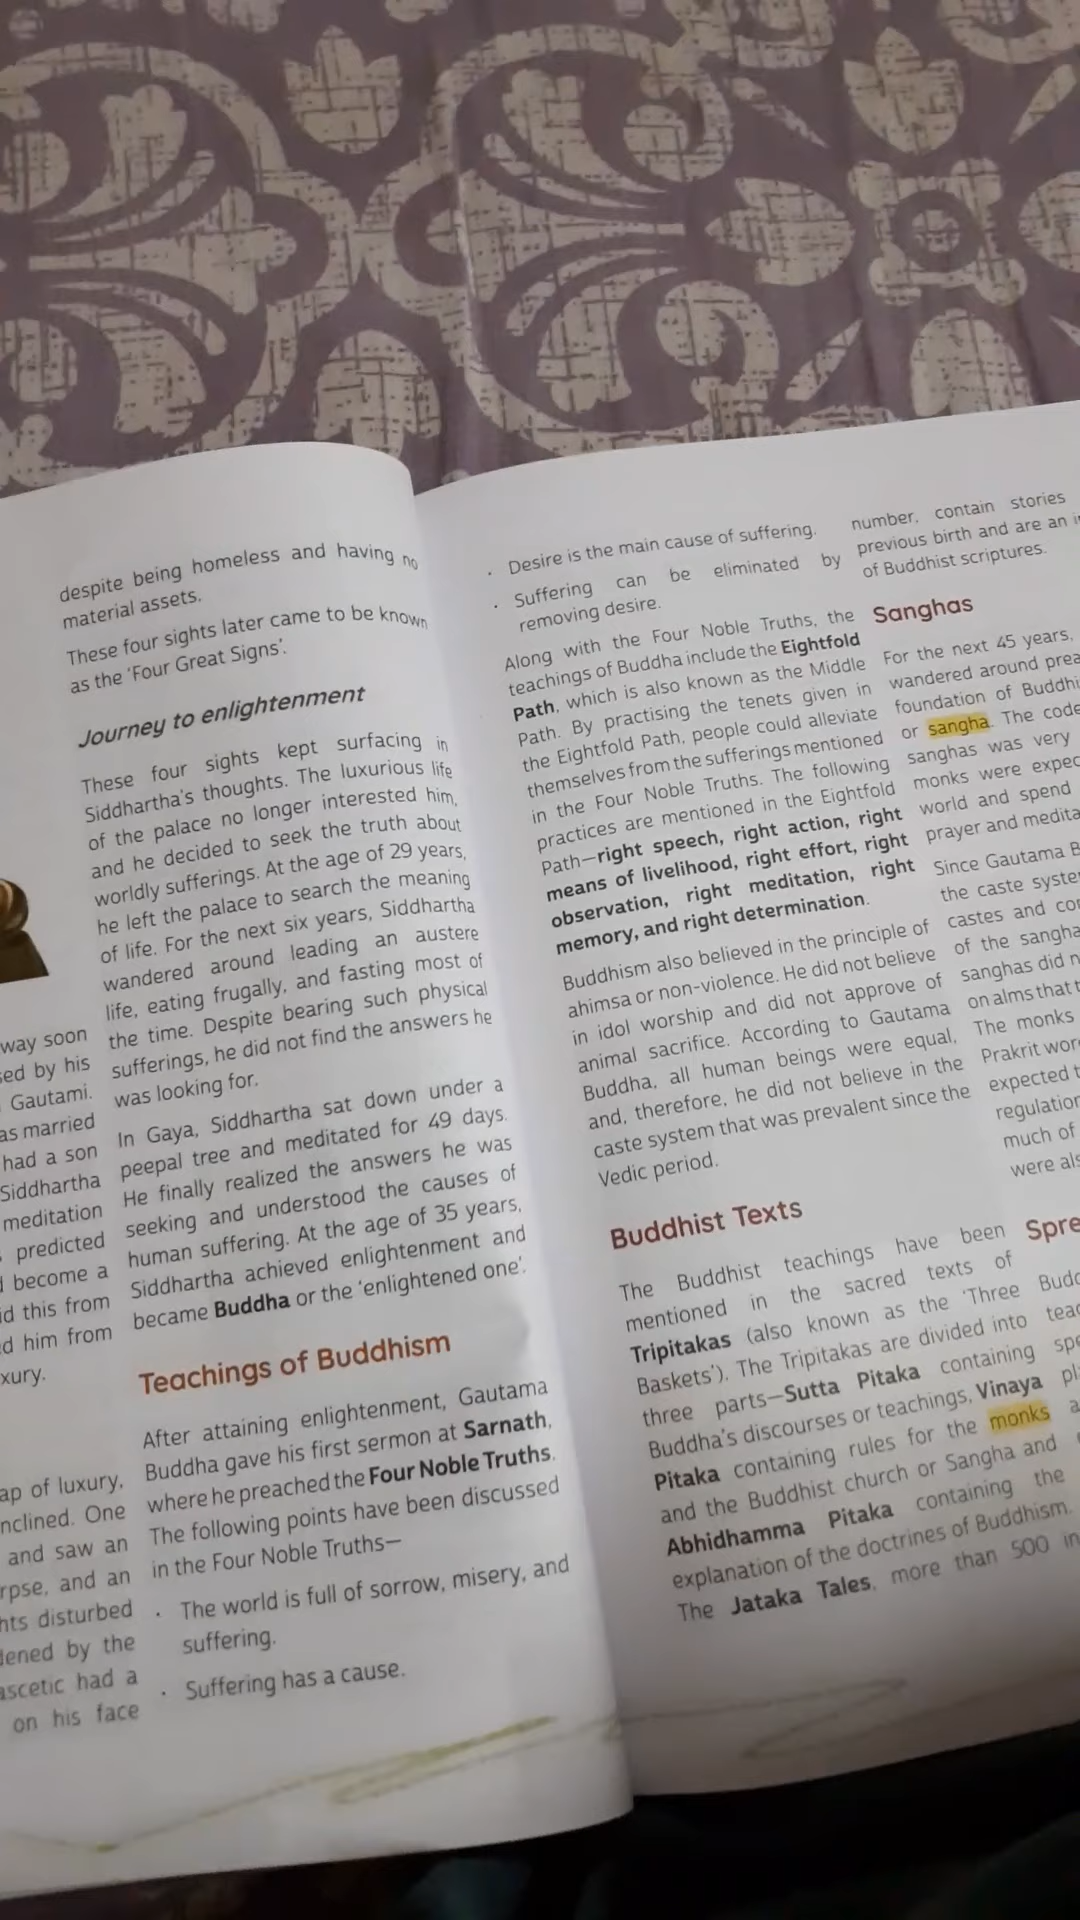 way soon
sed by his
Gautami.
as married
had a son
Siddhartha
meditation
predicted
become a
id this from
d him from
xury.
ap of luxury,
nclined. One
and saw an
rpse, and an
hts disturbed
dened by the
ascetic had a
on his face
despite being homeless and having no
material assets.
These four sights later came to be known
as the 'Four Great Signs'.
Journey to enlightenment
These four sights kept surfacing in
Siddhartha's thoughts. The luxurious life
of the palace no longer interested him,
and he decided to seek the truth about
worldly sufferings. At the age of 29 years,
he left the palace to search the meaning
of life. For the next six years, Siddhartha
wandered around leading an austere
life, eating frugally, and fasting most of
the time. Despite bearing such physical
sufferings, he did not find the answers he
was looking for.
In Gaya, Siddhartha sat down under a
peepal tree and meditated for 49 days.
He finally realized the answers he was
seeking and understood the causes of
human suffering. At the age of 35 years,
Siddhartha achieved enlightenment and
became Buddha or the 'enlightened one'.
Teachings of Buddhism
After attaining enlightenment, Gautama
Buddha gave his first sermon at Sarnath,
where he preached the Four Noble Truths.
The following points have been discussed
in the Four Noble Truths—
• The world is full of sorrow, misery, and
suffering.
• Suffering has a cause.
• Desire is the main cause of suffering.
• Suffering can be eliminated by
removing desire.
Along with the Four Noble Truths, the
teachings of Buddha include the Eightfold
Path, which is also known as the Middle
Path. By practising the tenets given in
the Eightfold Path, people could alleviate
themselves from the sufferings mentioned
in the Four Noble Truths. The following
practices are mentioned in the Eightfold
Path—right speech, right action, right
means of livelihood, right effort, right
observation, right meditation, right
memory, and right determination.
Buddhism also believed in the principle of
ahimsa or non-violence. He did not believe
in idol worship and did not approve of
animal sacrifice. According to Gautama
Buddha, all human beings were equal,
and, therefore, he did not believe in the
caste system that was prevalent since the
Vedic period.
Buddhist Texts
The Buddhist teachings have been
mentioned in the sacred texts of
Tripitakas (also known as the 'Three
Baskets'). The Tripitakas are divided into
three parts—Sutta Pitaka containing
Buddha's discourses or teachings, Vinaya
Pitaka containing rules for the monks
and the Buddhist church or Sangha and
Abhidhamma Pitaka containing the
explanation of the doctrines of Buddhism.
The Jataka Tales, more than 500 in
number, contain stories
previous birth and are an
of Buddhist scriptures.
Sanghas
For the next 45 years,
wandered around prea
foundation of Buddhi
or sangha. The code
sanghas was very
monks were expec
world and spend
prayer and medita
Since Gautama B
the caste syste
castes and co
of the sangha
sanghas did n
on alms that t
The monks
Prakrit wor
expected t
regulation
much of
were als
Spre
Budd
teac
spe
pl
a